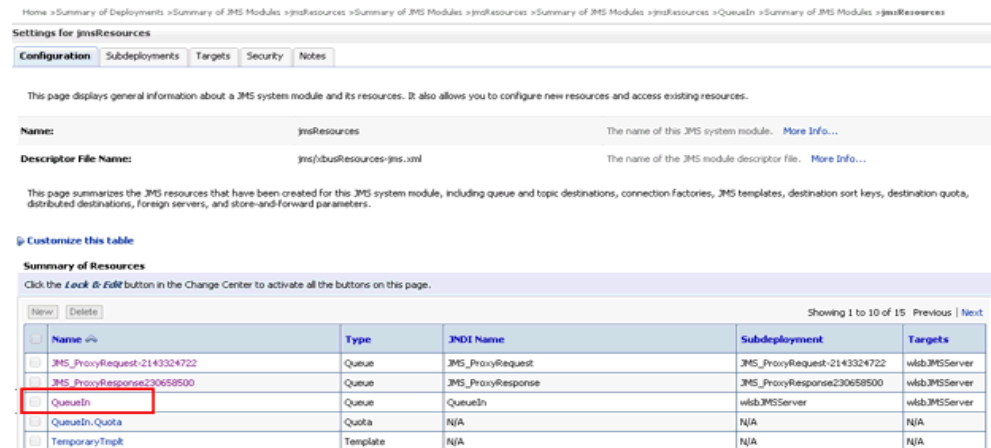 Home >Summary of Deployments >Summary of JMS Modules >jmsResources >Summary of JMS Modules >jmsResources >Summary of JMS Modules >jmsResources >QueueIn >Summary of JMS Modules >jmsResources
Settings for jmsResources
Configuration Subdeployments Targets Security Notes
This page displays general information about a JMS system module and its resources. It also allows you to configure new resources and access existing resources.
Name: jmsResources The name of this JMS system module. More Info...
Descriptor File Name: jms/xbusResources-jms.xml The name of the JMS module descriptor file. More Info...
This page summarizes the JMS resources that have been created for this JMS system module, including queue and topic destinations, connection factories, JMS templates, destination sort keys, destination quota,
distributed destinations, foreign servers, and store-and-forward parameters.
Customize this table
Summary of Resources
Click the Lock & Edit button in the Change Center to activate all the buttons on this page.
New Delete Showing 1 to 10 of 15 Previous | Next
Name Type JNDI Name Subdeployment Targets
JMS_ProxyRequest-2143324722 Queue JMS_ProxyRequest JMS_ProxyRequest-2143324722 wlsbJMSServer
JMS_ProxyResponse230658500 Queue JMS_ProxyResponse JMS_ProxyResponse230658500 wlsbJMSServer
QueueIn Queue QueueIn wlsbJMSServer wlsbJMSServer
QueueIn.Quota Quota N/A N/A N/A
TemporaryTmplt Template N/A N/A N/A